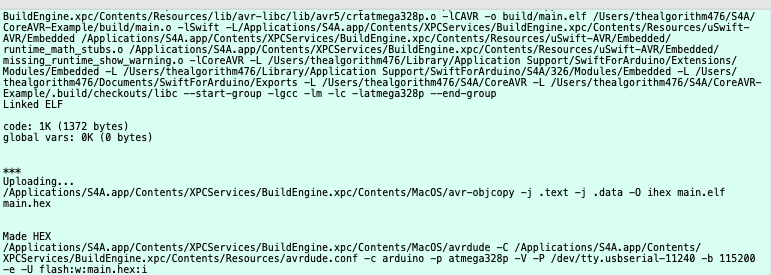 BuildEngine.xpc/Contents/Resources/lib/avr-libc/lib/avr5/crtatmega328p.o -lCAVR -o build/main.elf /Users/thealgorithm476/S4A/
CoreAVR-Example/build/main.o -lSwift -L/Applications/S4A.app/Contents/XPCServices/BuildEngine.xpc/Contents/Resources/uSwift-
AVR/Embedded /Applications/S4A.app/Contents/XPCServices/BuildEngine.xpc/Contents/Resources/uSwift-AVR/Embedded/
runtime_math_stubs.o /Applications/S4A.app/Contents/XPCServices/BuildEngine.xpc/Contents/Resources/uSwift-AVR/Embedded/
missing_runtime_show_warning.o -lCoreAVR -L /Users/thealgorithm476/Library/Application Support/SwiftForArduino/Extensions/
Modules/Embedded -L /Users/thealgorithm476/Library/Application Support/SwiftForArduino/S4A/326/Modules/Embedded -L /Users/
thealgorithm476/Documents/SwiftForArduino/Exports -L /Users/thealgorithm476/S4A/CoreAVR -L /Users/thealgorithm476/S4A/CoreAVR-
Example/.build/checkouts/libc --start-group -lgcc -lm -lc -latmega328p --end-group
Linked ELF
code: 1K (1372 bytes)
global vars: 0K (0 bytes)
***
Uploading...
/Applications/S4A.app/Contents/XPCServices/BuildEngine.xpc/Contents/MacOS/avr-objcopy -j .text -j .data -O ihex main.elf
main.hex
Made HEX
/Applications/S4A.app/Contents/XPCServices/BuildEngine.xpc/Contents/MacOS/avrdude -C /Applications/S4A.app/Contents/
XPCServices/BuildEngine.xpc/Contents/Resources/avrdude.conf -c arduino -p atmega328p -V -P /dev/tty.usbserial-11240 -b 115200
-e -U flash:w:main.hex:i